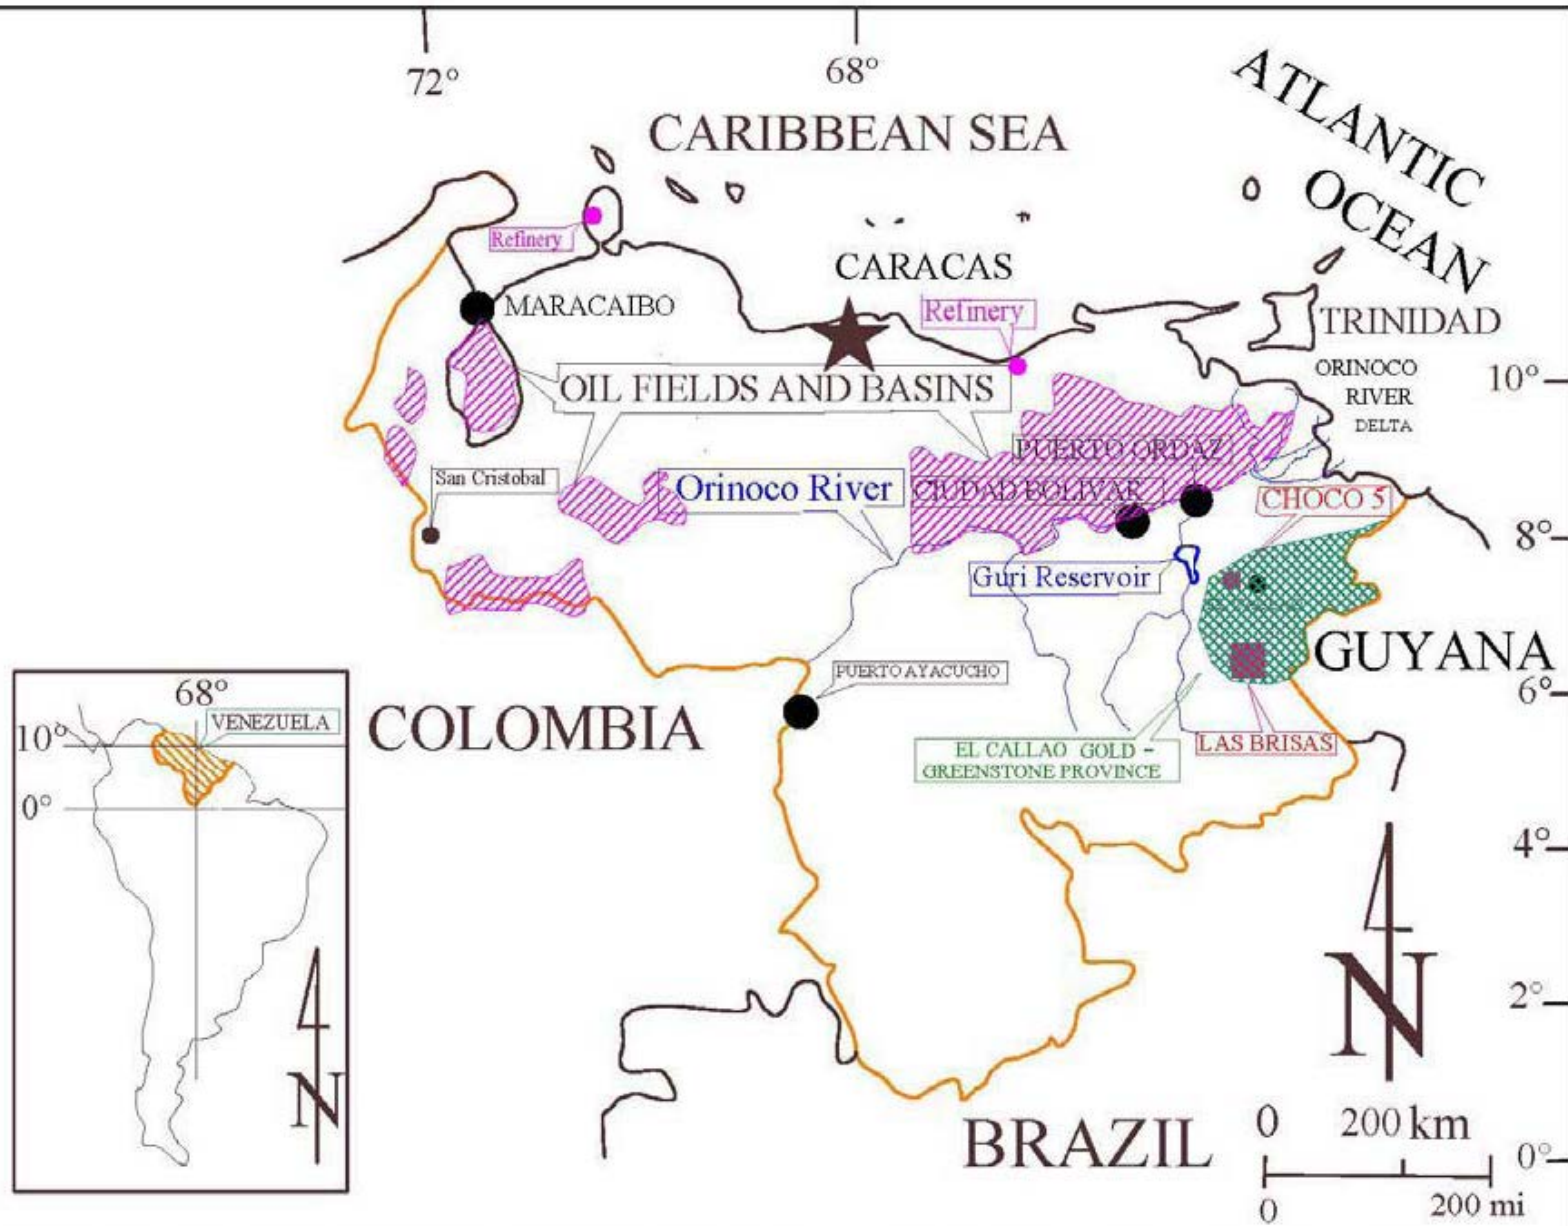 72°
68°
ATLANTIC
OCEAN
CARIBBEAN SEA
Refinery
CARACAS
MARACAIBO
Refinery
TRINIDAD
OIL FIELDS AND BASINS
ORINOCO
RIVER
DELTA
10°
PUERTO ORDAZ
San Cristobal
Orinoco River
CIUDAD BOLIVAR
CHOCO 5
8°
Guri Reservoir
GUYANA
PUERTO AYACUCHO
6°
COLOMBIA
EL CALLAO GOLD -
GREENSTONE PROVINCE
LAS BRISAS
68°
VENEZUELA
10°
0°
N
4°
2°
N
BRAZIL
0 200 km
0°
0 200 mi